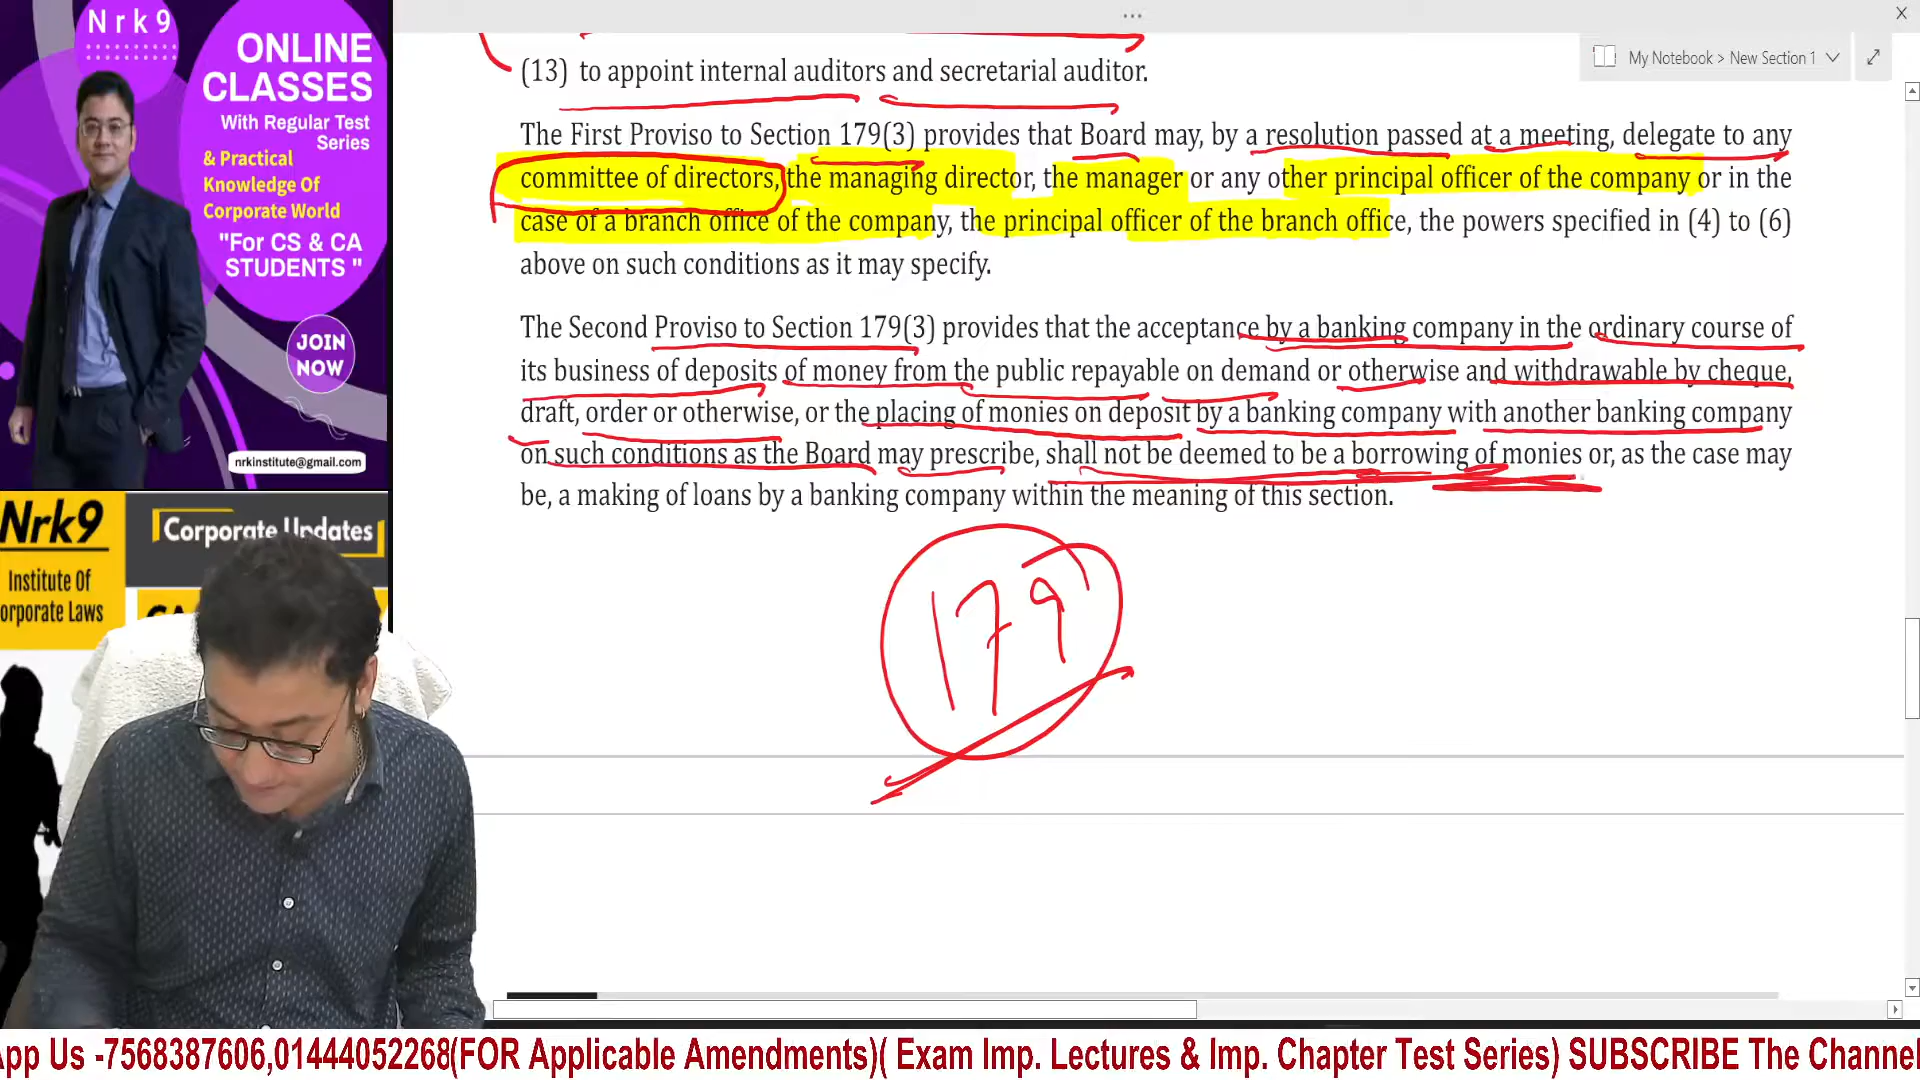 Nrk9
ONLINE
CLASSES
With Regular Test
Series
& Practical
Knowledge Of
Corporate World
"For CS & CA
STUDENTS "
JOIN
NOW
nrkinstitute@gmail.com
Nrk9
Institute Of
orporate Laws
Corporate Updates
My Notebook > New Section 1
(13) to appoint internal auditors and secretarial auditor.
The First Proviso to Section 179(3) provides that Board may, by a resolution passed at a meeting, delegate to any
committee of directors, the managing director, the manager or any other principal officer of the company or in the
case of a branch office of the company, the principal officer of the branch office, the powers specified in (4) to (6)
above on such conditions as it may specify.
The Second Proviso to Section 179(3) provides that the acceptance by a banking company in the ordinary course of
its business of deposits of money from the public repayable on demand or otherwise and withdrawable by cheque,
draft, order or otherwise, or the placing of monies on deposit by a banking company with another banking company
on such conditions as the Board may prescribe, shall not be deemed to be a borrowing of monies or, as the case may
be, a making of loans by a banking company within the meaning of this section.
179
App Us -7568387606,01444052268(FOR Applicable Amendments)( Exam Imp. Lectures & Imp. Chapter Test Series) SUBSCRIBE The Channel